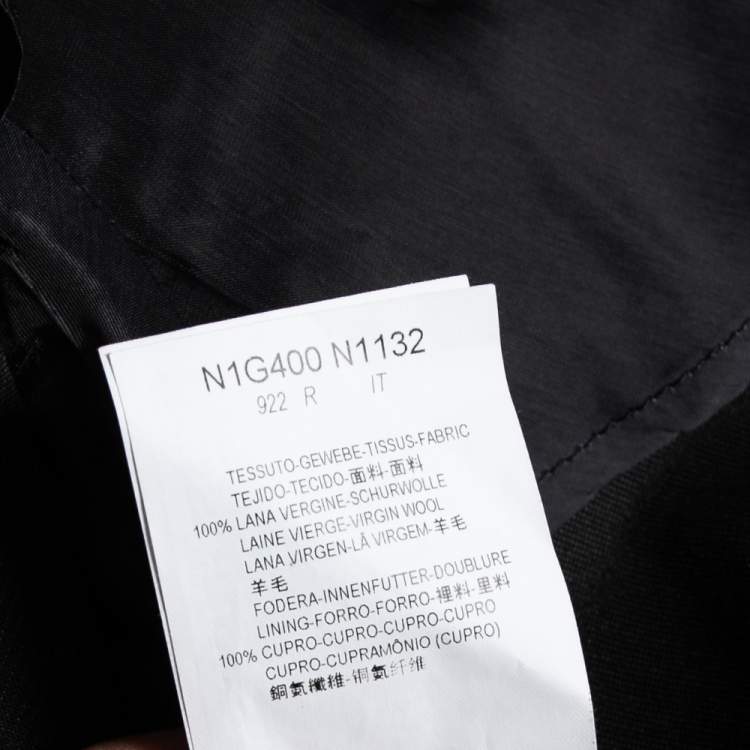 N1G400 N1132
922 R IT
TESSUTO-GEWEBE-TISSUS-FABRIC
TEJIDO-TECIDO-面料-面料
100% LANA VERGINE-SCHURWOLLE
LAINE VIERGE-VIRGIN WOOL
LANA VIRGEN-LÃ VIRGEM-羊毛
羊毛
FODERA-INNENFUTTER-DOUBLURE
LINING-FORRO-FORRO-裡料-里料
100% CUPRO-CUPRO-CUPRO-CUPRO
CUPRO-CUPRAMÔNIO (CUPRO)
銅氨纖維-铜氨纤维